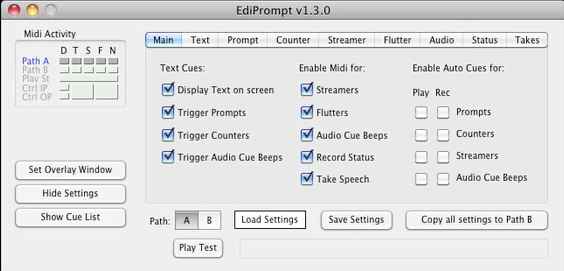 EdiPrompt v1.3.0
Midi Activity
D T S F N
Path A
Path B
Play St
Ctrl IP
Ctrl OP
Set Overlay Window
Hide Settings
Show Cue List
Main Text Prompt Counter Streamer Flutter Audio Status Takes
Text Cues:
Display Text on screen
Trigger Prompts
Trigger Counters
Trigger Audio Cue Beeps
Enable Midi for:
Streamers
Flutters
Audio Cue Beeps
Record Status
Take Speech
Enable Auto Cues for:
Play Rec
Prompts
Counters
Streamers
Audio Cue Beeps
Path: A B Load Settings Save Settings Copy all settings to Path B
Play Test